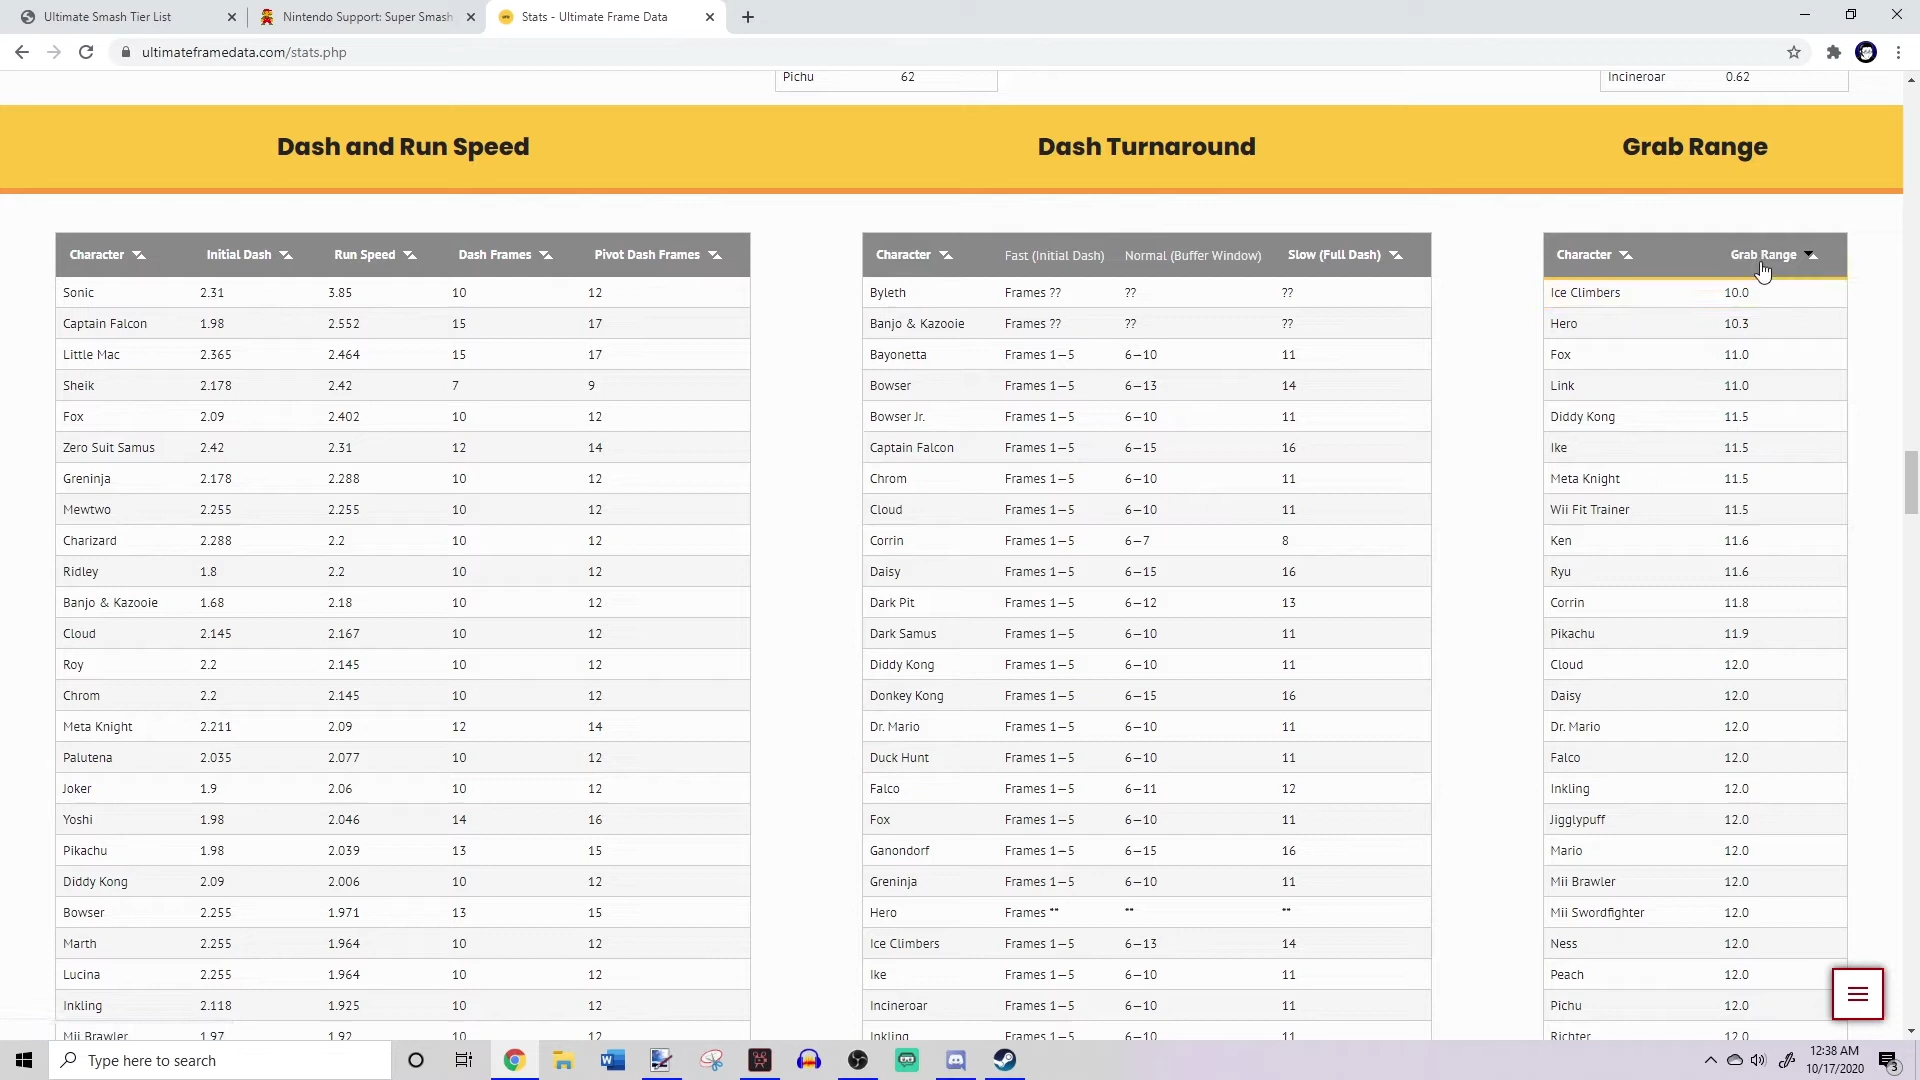 Ultimate Smash Tier List
Nintendo Support: Super Smash
Stats - Ultimate Frame Data
ultimateframedata.com/stats.php
Pichu 62
Incineroar 0.62
Dash and Run Speed
Dash Turnaround
Grab Range
Character Initial Dash Run Speed Dash Frames Pivot Dash Frames
Sonic 2.31 3.85 10 12
Captain Falcon 1.98 2.552 15 17
Little Mac 2.365 2.464 15 17
Sheik 2.178 2.42 7 9
Fox 2.09 2.402 10 12
Zero Suit Samus 2.42 2.31 12 14
Greninja 2.178 2.288 10 12
Mewtwo 2.255 2.255 10 12
Charizard 2.288 2.2 10 12
Ridley 1.8 2.2 10 12
Banjo & Kazooie 1.68 2.18 10 12
Cloud 2.145 2.167 10 12
Roy 2.2 2.145 10 12
Chrom 2.2 2.145 10 12
Meta Knight 2.211 2.09 12 14
Palutena 2.035 2.077 10 12
Joker 1.9 2.06 10 12
Yoshi 1.98 2.046 14 16
Pikachu 1.98 2.039 13 15
Diddy Kong 2.09 2.006 10 12
Bowser 2.255 1.971 13 15
Marth 2.255 1.964 10 12
Lucina 2.255 1.964 10 12
Inkling 2.118 1.925 10 12
Mii Brawler 1.97 1.92 10 12
Character Fast (Initial Dash) Normal (Buffer Window) Slow (Full Dash)
Byleth Frames ?? ?? ??
Banjo & Kazooie Frames ?? ?? ??
Bayonetta Frames 1—5 6—10 11
Bowser Frames 1—5 6—13 14
Bowser Jr. Frames 1—5 6—10 11
Captain Falcon Frames 1—5 6—15 16
Chrom Frames 1—5 6—10 11
Cloud Frames 1—5 6—10 11
Corrin Frames 1—5 6—7 8
Daisy Frames 1—5 6—15 16
Dark Pit Frames 1—5 6—12 13
Dark Samus Frames 1—5 6—10 11
Diddy Kong Frames 1—5 6—10 11
Donkey Kong Frames 1—5 6—15 16
Dr. Mario Frames 1—5 6—10 11
Duck Hunt Frames 1—5 6—10 11
Falco Frames 1—5 6—11 12
Fox Frames 1—5 6—10 11
Ganondorf Frames 1—5 6—15 16
Greninja Frames 1—5 6—10 11
Hero Frames ** ** **
Ice Climbers Frames 1—5 6—13 14
Ike Frames 1—5 6—10 11
Incineroar Frames 1—5 6—10 11
Inkling Frames 1—5 6—10 11
Character Grab Range
Ice Climbers 10.0
Hero 10.3
Fox 11.0
Link 11.0
Diddy Kong 11.5
Ike 11.5
Meta Knight 11.5
Wii Fit Trainer 11.5
Ken 11.6
Ryu 11.6
Corrin 11.8
Pikachu 11.9
Cloud 12.0
Daisy 12.0
Dr. Mario 12.0
Falco 12.0
Inkling 12.0
Jigglypuff 12.0
Mario 12.0
Mii Brawler 12.0
Mii Swordfighter 12.0
Ness 12.0
Peach 12.0
Pichu 12.0
Richter 12.0
Type here to search
12:38 AM
10/17/2020
3